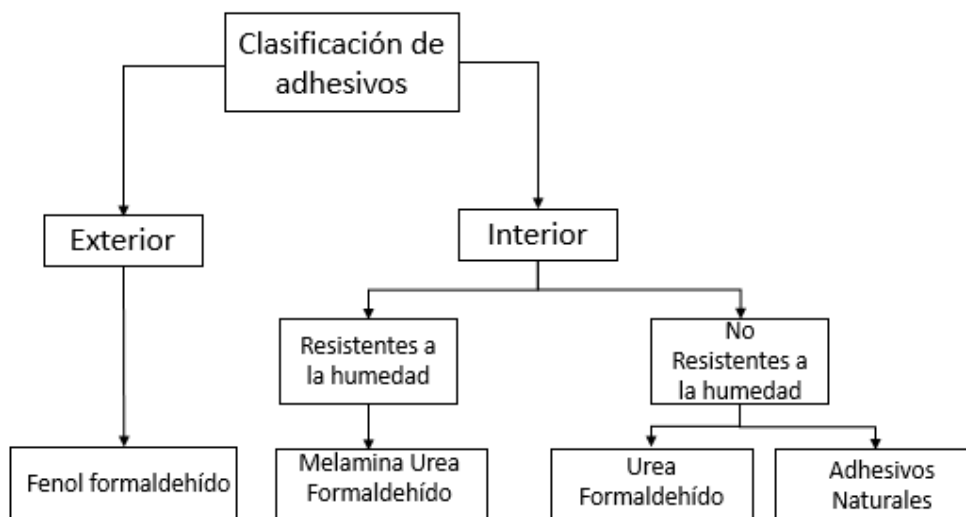 Clasificación de
adhesivos
Exterior
Interior
Resistentes a
la humedad
No
Resistentes a
la humedad
Fenol formaldehído
Melamina Urea
Formaldehído
Urea
Formaldehído
Adhesivos
Naturales